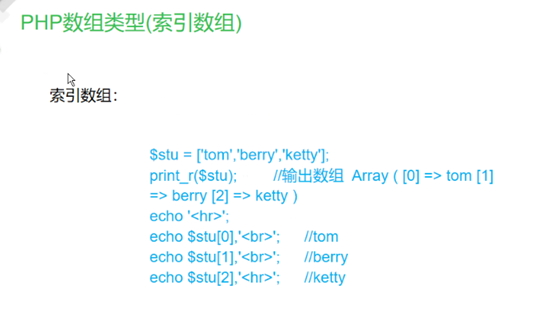 PHP数组类型(索引数组)
索引数组：
$stu = ['tom','berry','ketty'];
print_r($stu); //输出数组 Array ( [0] => tom [1]
=> berry [2] => ketty )
echo '<hr>';
echo $stu[0],'<br>'; //tom
echo $stu[1],'<br>'; //berry
echo $stu[2],'<hr>'; //ketty